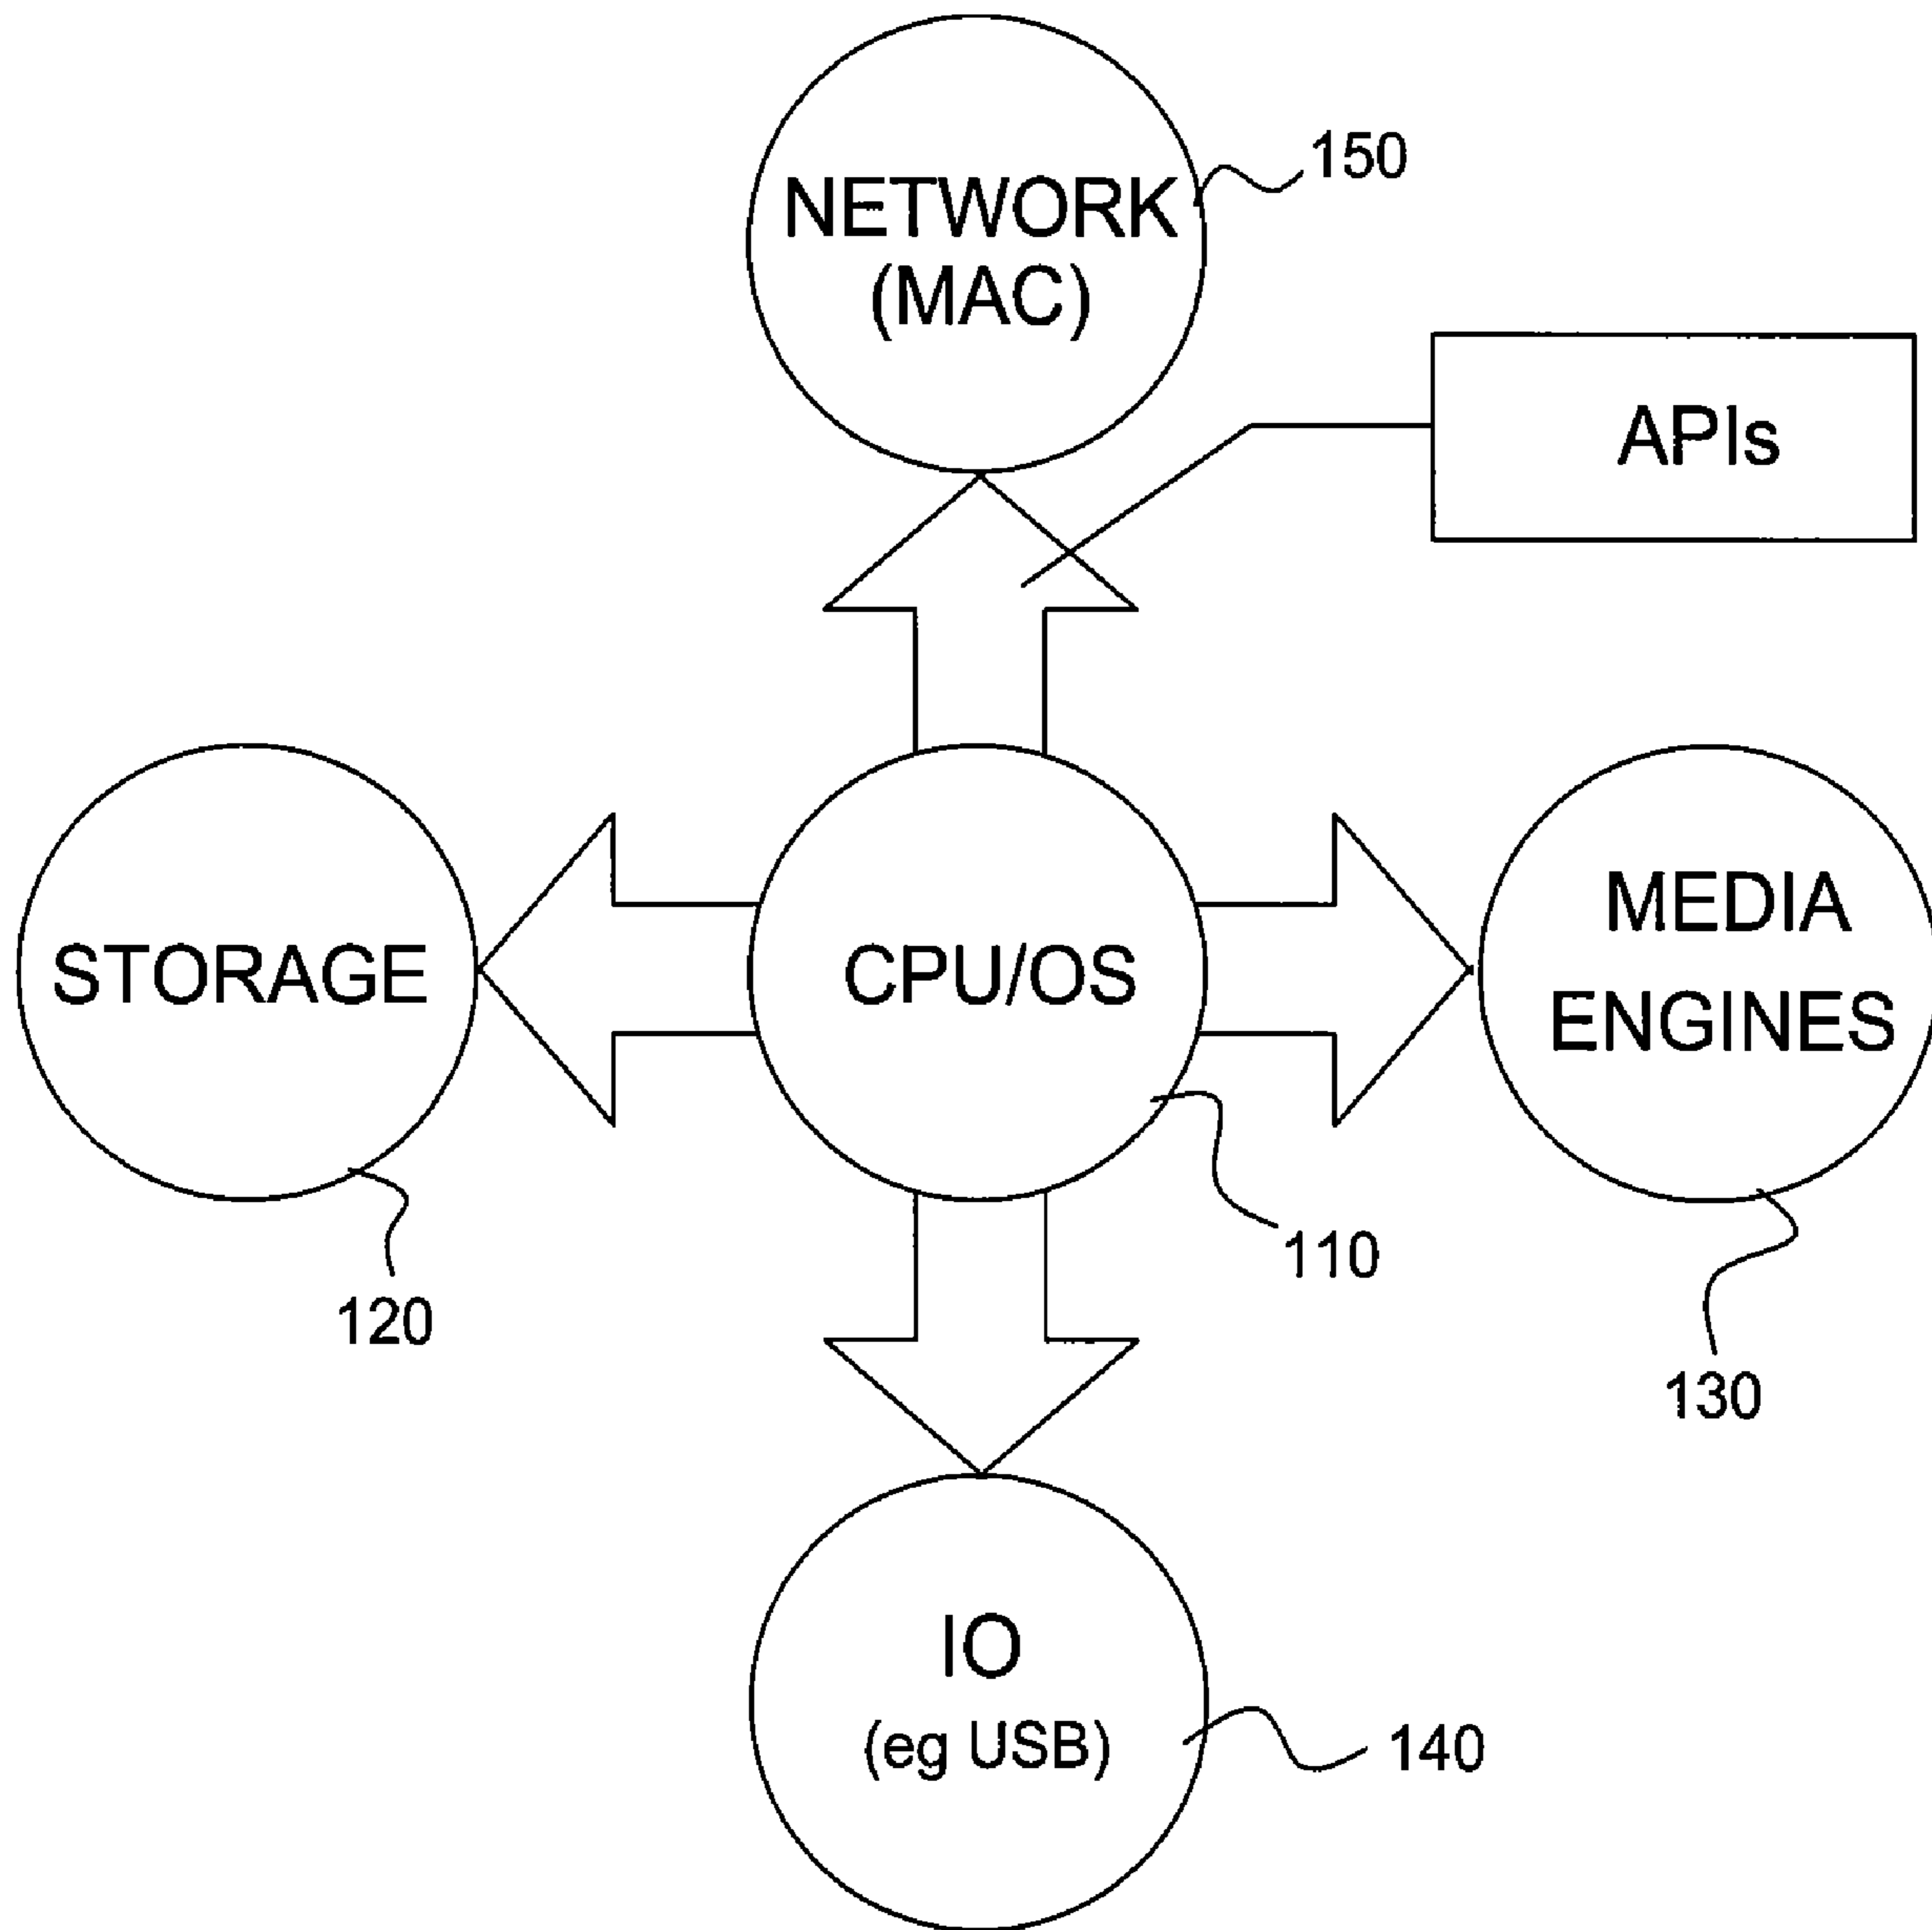 150
NETWORK
(MAC)
APIs
STORAGE
CPU/OS
MEDIA
ENGINES
110
120
130
IO
(eg USB)
140